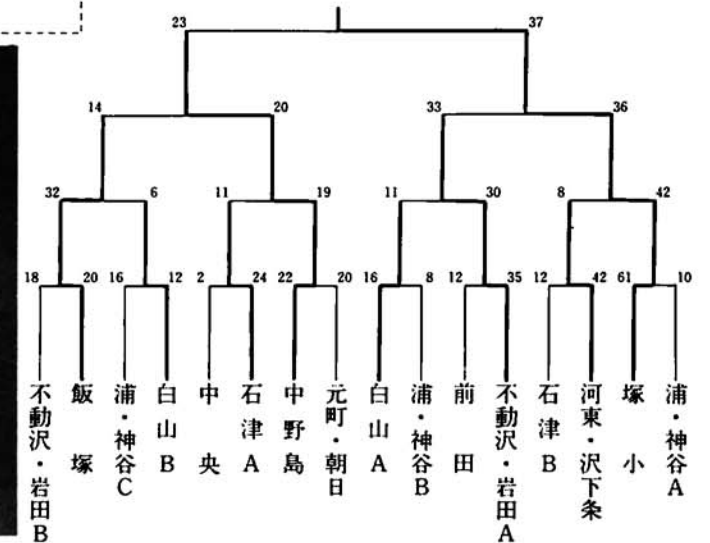 23 37
14 20 33 36
32 6 11 19 11 30 8 42
18 20 16 12 2 24 22 20 16 8 12 35 12 42 61 10
不動沢・岩田B
飯塚
浦・神谷C
白山B
中央
石津A
中野島
元町・朝日
白山A
浦・神谷B
前田
不動沢・岩田A
石津B
河東・沢下条
塚小
浦・神谷A